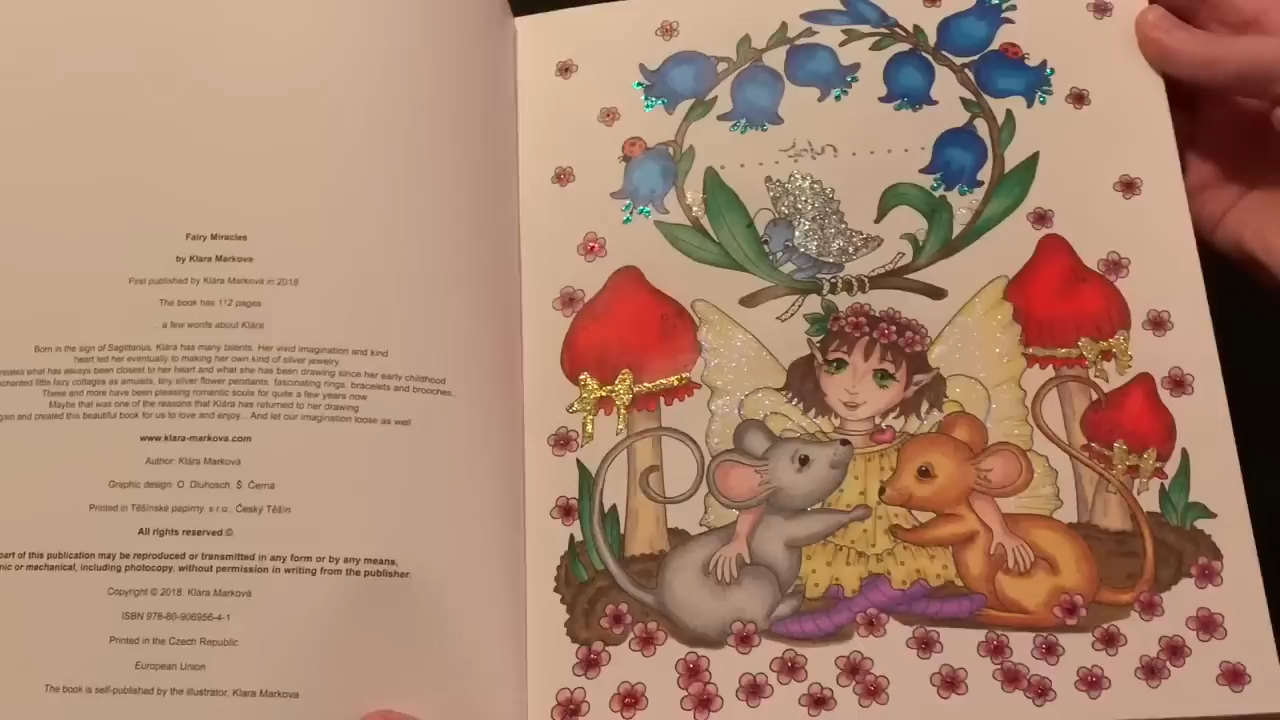 Fairy Miracles
by Klara Markova
First published by Klára Markova in 2018
The book has 112 pages
... a few words about Klára
Born in the sign of Sagittarius, Klára has many talents. Her vivid imagination and kind
heart led her eventually to making her own kind of silver jewelry.
creates what has always been closest to her heart and what she has been drawing since her early childhood
enchanted little fairy cottages as amulets, tiny silver flower pendants, fascinating rings, bracelets and brooches...
These and more have been pleasing romantic souls for quite a few years now
Maybe that was one of the reasons that Klára has returned to her drawing
again and created this beautiful book for us to love and enjoy... And let our imagination loose as well
www.klara-markova.com
Author: Klára Marková
Graphic design: O. Dluhosch, Š. Černá
Printed in Těšínské papírny, s.r.o., Český Těšín
All rights reserved ©
part of this publication may be reproduced or transmitted in any form or by any means,
or mechanical, including photocopy, without permission in writing from the publisher.
Copyright © 2018, Klara Marková
ISBN 978-80-906956-4-1
Printed in the Czech Republic
European Union
The book is self-published by the illustrator, Klara Markova